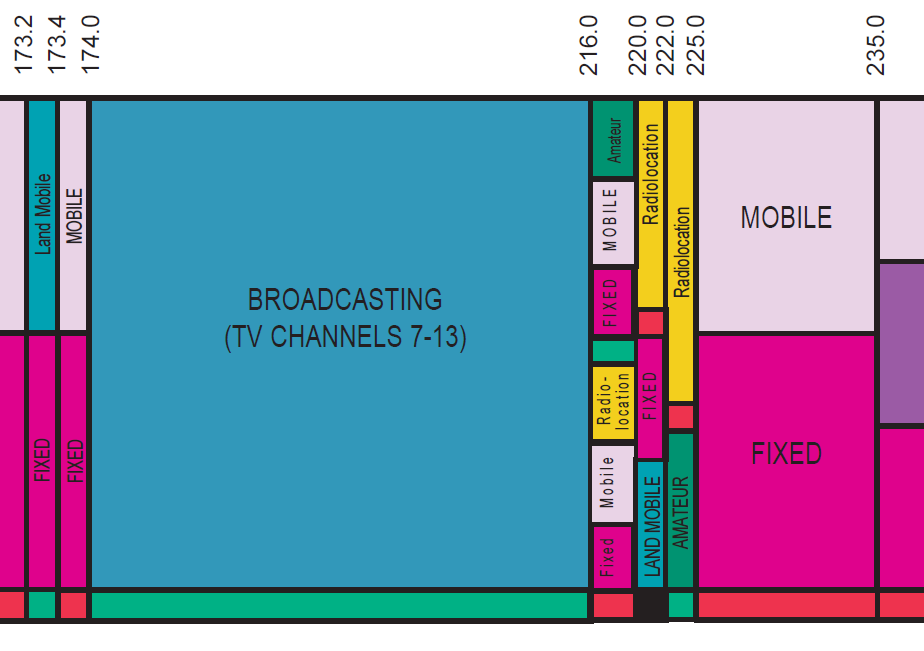 173.2
173.4
174.0
216.0
220.0
222.0
225.0
235.0
Land Mobile
FIXED
MOBILE
FIXED
BROADCASTING
(TV CHANNELS 7-13)
Amateur
MOBILE
FIXED
Radio-
location
Mobile
Fixed
Radiolocation
FIXED
LAND MOBILE
Radiolocation
AMATEUR
MOBILE
FIXED